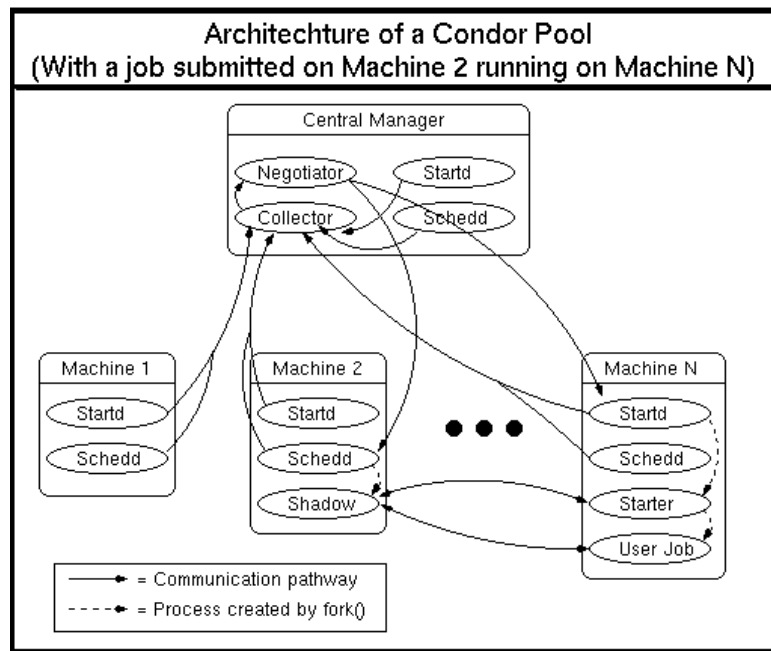 Architechture of a Condor Pool
(With a job submitted on Machine 2 running on Machine N)
Central Manager
Negotiator
Startd
Collector
Schedd
Machine 1
Startd
Schedd
Machine 2
Startd
Schedd
Shadow
Machine N
Startd
Schedd
Starter
User Job
= Communication pathway
= Process created by fork()